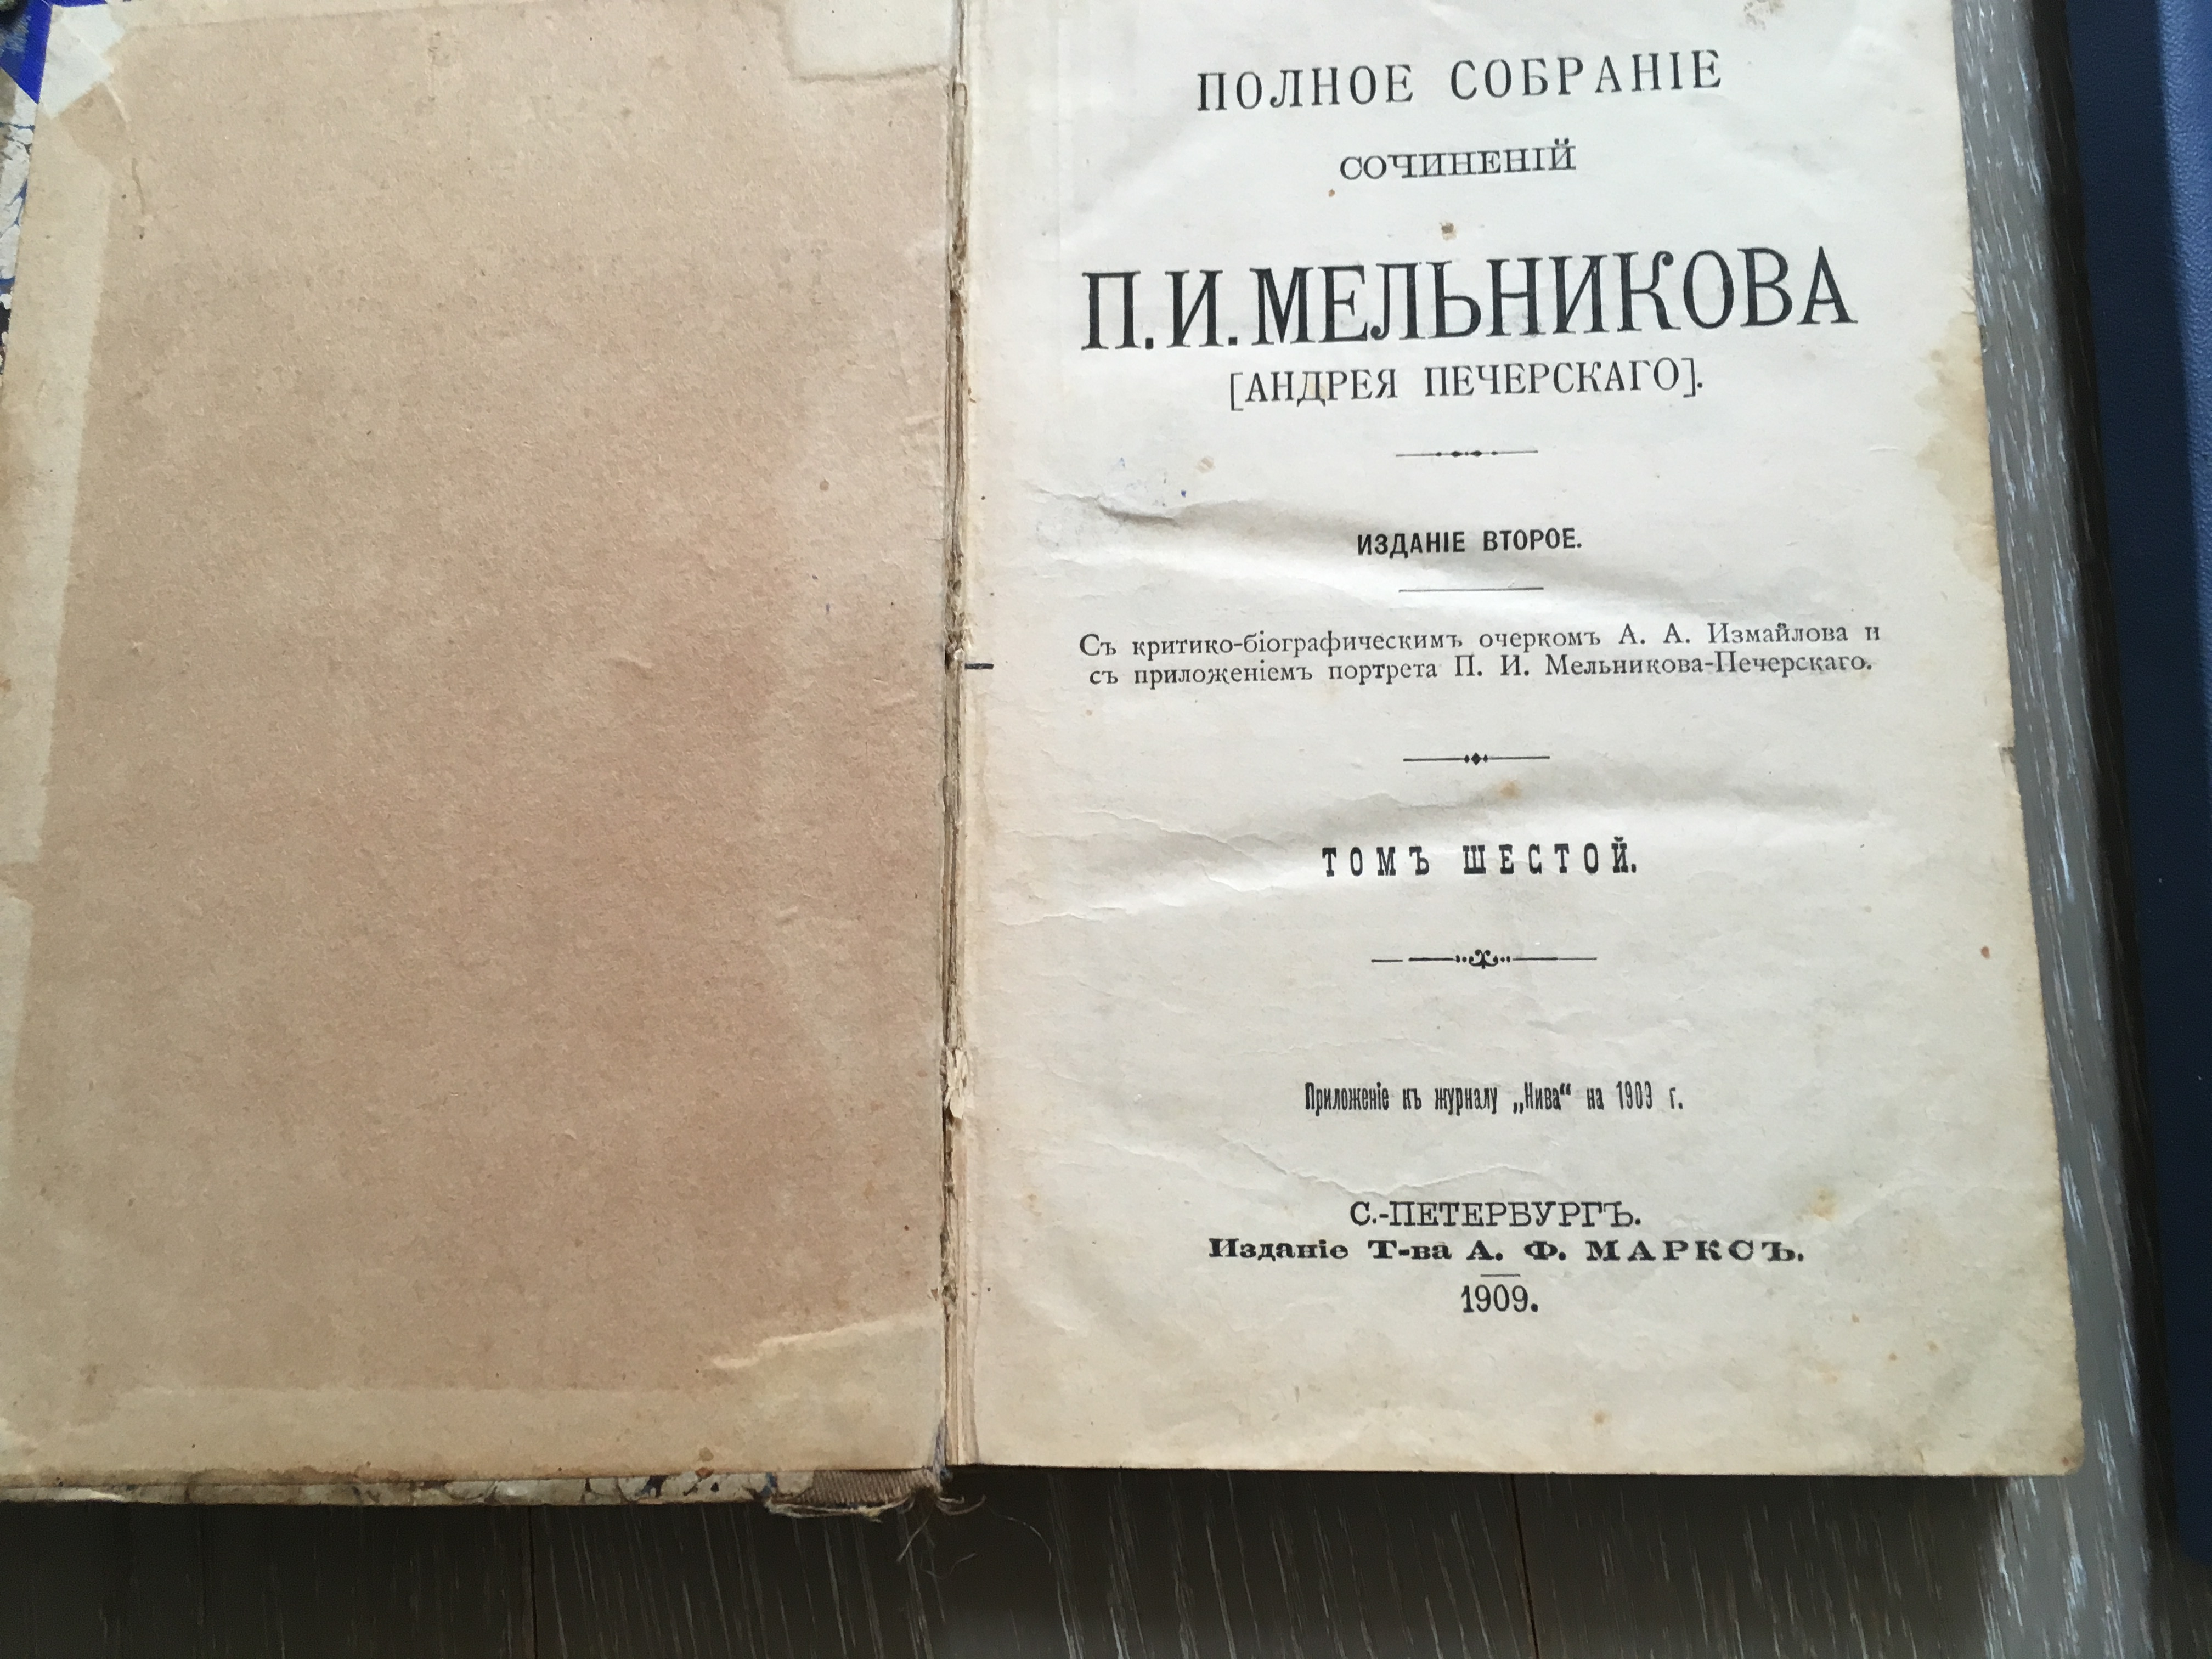 ПОЛНОЕ СОБРАНІЕ
СОЧИНЕНІЙ
П. И. МЕЛЬНИКОВА
[АНДРЕЯ ПЕЧЕРСКАГО].
ИЗДАНІЕ ВТОРОЕ.
Съ критико-біографическимъ очеркомъ А. А. Измайлова и
съ приложеніемъ портрета П. И. Мельникова-Печерскаго.
ТОМЪ ШЕСТОЙ.
Приложеніе къ журналу „Нива“ на 1909 г.
С.-ПЕТЕРБУРГЪ.
Изданіе Т-ва А. Ф. МАРКСЪ.
1909.